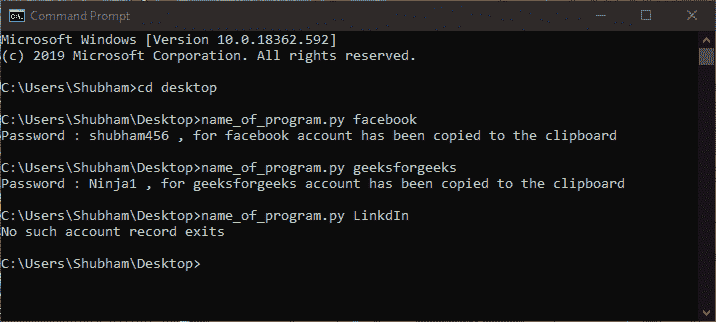 Command Prompt
Microsoft Windows [Version 10.0.18362.592]
(c) 2019 Microsoft Corporation. All rights reserved.
C:\Users\Shubham>cd desktop
C:\Users\Shubham\Desktop>name_of_program.py facebook
Password : shubham456 , for facebook account has been copied to the clipboard
C:\Users\Shubham\Desktop>name_of_program.py geeksforgeeks
Password : Ninja1 , for geeksforgeeks account has been copied to the clipboard
C:\Users\Shubham\Desktop>name_of_program.py LinkdIn
No such account record exits
C:\Users\Shubham\Desktop>